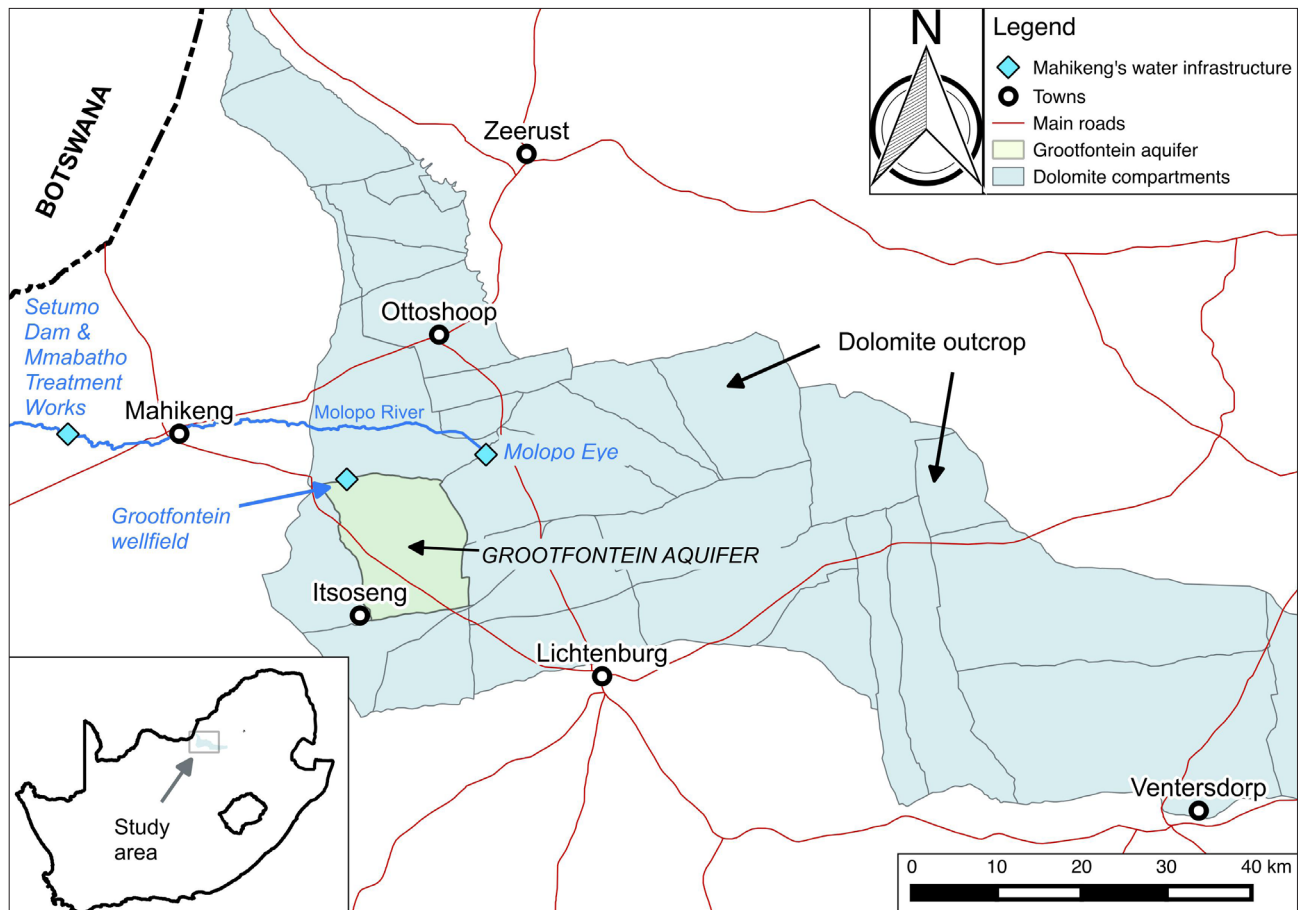 N
Legend
Mahikeng's water infrastructure
Towns
Main roads
Grootfontein aquifer
Dolomite compartments
BOTSWANA
Zeerust
Ottoshoop
Setumo
Dam &
Mmabatho
Treatment
Works
Mahikeng
Molopo River
Molopo Eye
Dolomite outcrop
Grootfontein
wellfield
GROOTFONTEIN AQUIFER
Itsoseng
Lichtenburg
Ventersdorp
Study
area
0 10 20 30 40 km